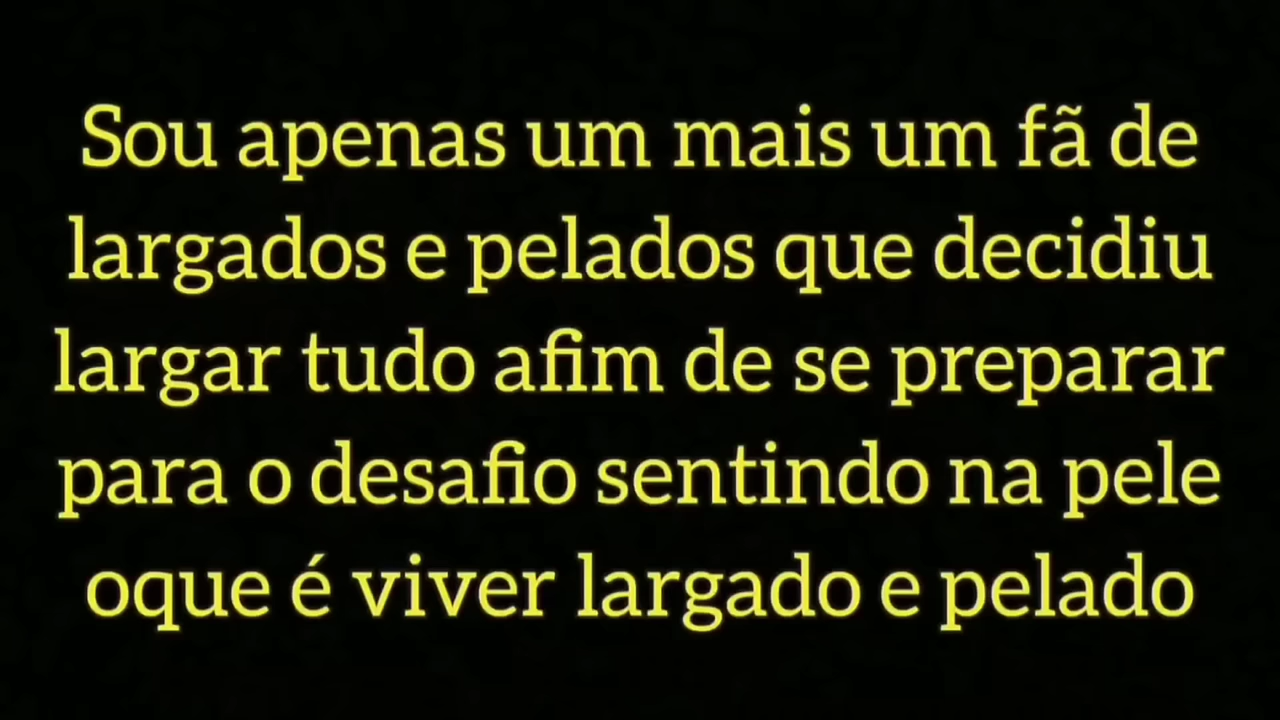 Sou apenas um mais um fã de
largados e pelados que decidiu
largar tudo afim de se preparar
para o desafio sentindo na pele
oque é viver largado e pelado